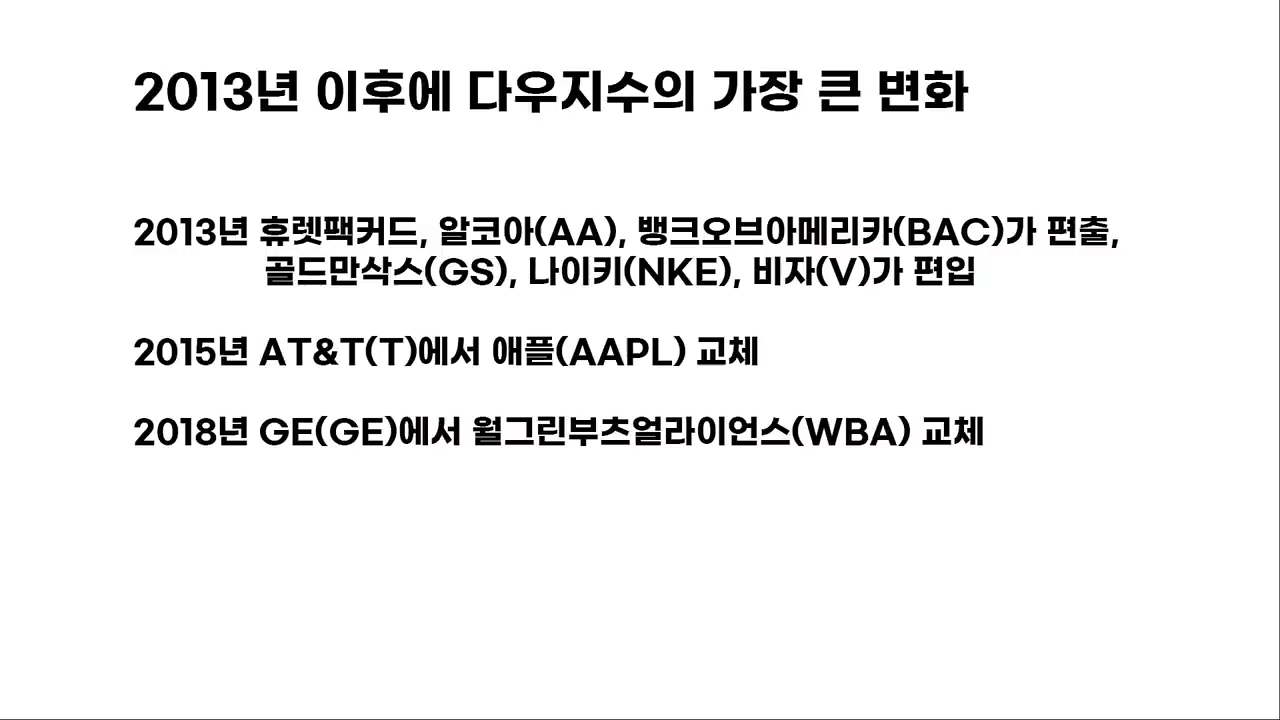 2013년 이후에 다우지수의 가장 큰 변화
2013년 휴렛팩커드, 알코아(AA), 뱅크오브아메리카(BAC)가 편출,
골드만삭스(GS), 나이키(NKE), 비자(V)가 편입
2015년 AT&T(T)에서 애플(AAPL) 교체
2018년 GE(GE)에서 월그린부츠얼라이언스(WBA) 교체